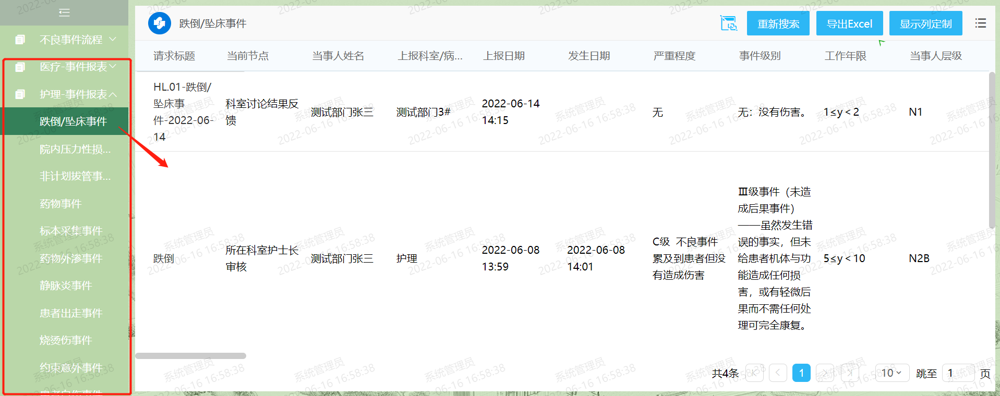 不良事件流程
医疗-事件报表
护理-事件报表
跌倒/坠床事件
院内压力性损...
非计划拔管事...
药物事件
标本采集事件
药物外渗事件
静脉炎事件
患者出走事件
烧烫伤事件
约束意外事件
跌倒/坠床事件
重新搜索 导出Excel 显示列定制
请求标题 当前节点 当事人姓名 上报科室/病... 上报日期 发生日期 严重程度 事件级别 工作年限 当事人层级
HL.01-跌倒/
坠床事
件-2022-06-
14
科室讨论结果反
馈
测试部门张三
测试部门3#
2022-06-14
14:15
无
无：没有伤害。
1≤y＜2
N1
跌倒
所在科室护士长
审核
测试部门张三
护理
2022-06-08
13:59
2022-06-08
14:01
C级 不良事件
累及到患者但没
有造成伤害
Ⅲ级事件（未造
成后果事件）
——虽然发生错
误的事实，但未
给患者机体与功
能造成任何损
害，或有轻微后
果而不需任何处
理可完全康复。
5≤y＜10
N2B
共4条 1 10 跳至 1 页
系统管理员
2022-06-16 16:58:38